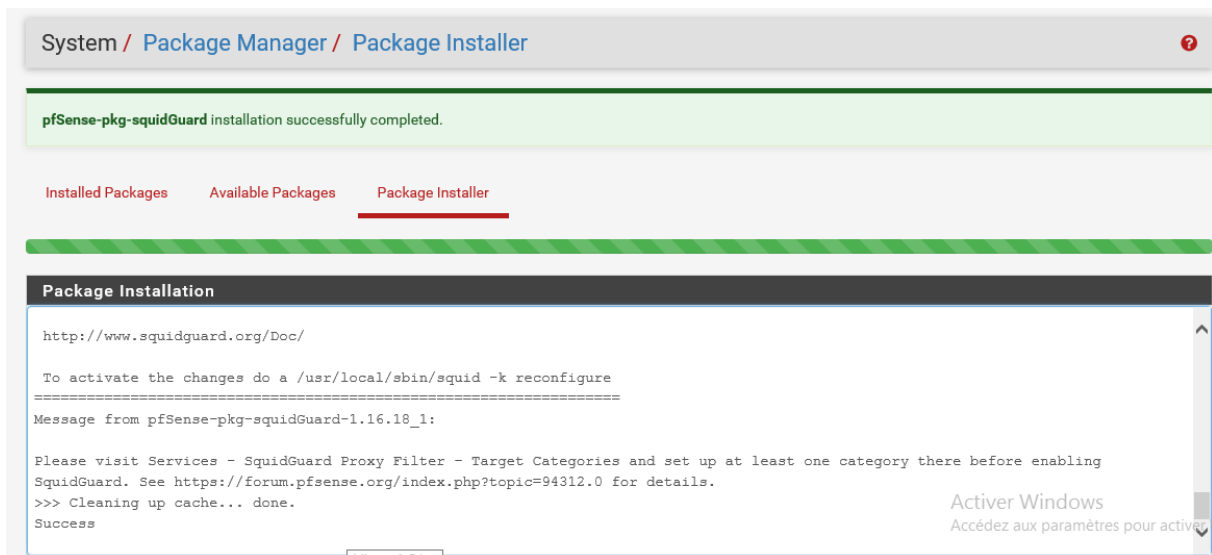 System / Package Manager / Package Installer
pfSense-pkg-squidGuard installation successfully completed.
Installed Packages Available Packages Package Installer
Package Installation
http://www.squidguard.org/Doc/
To activate the changes do a /usr/local/sbin/squid -k reconfigure
===================================================================
Message from pfSense-pkg-squidGuard-1.16.18_1:
Please visit Services - SquidGuard Proxy Filter - Target Categories and set up at least one category there before enabling
SquidGuard. See https://forum.pfsense.org/index.php?topic=94312.0 for details.
>>> Cleaning up cache... done.
Success
Activer Windows
Accédez aux paramètres pour activer